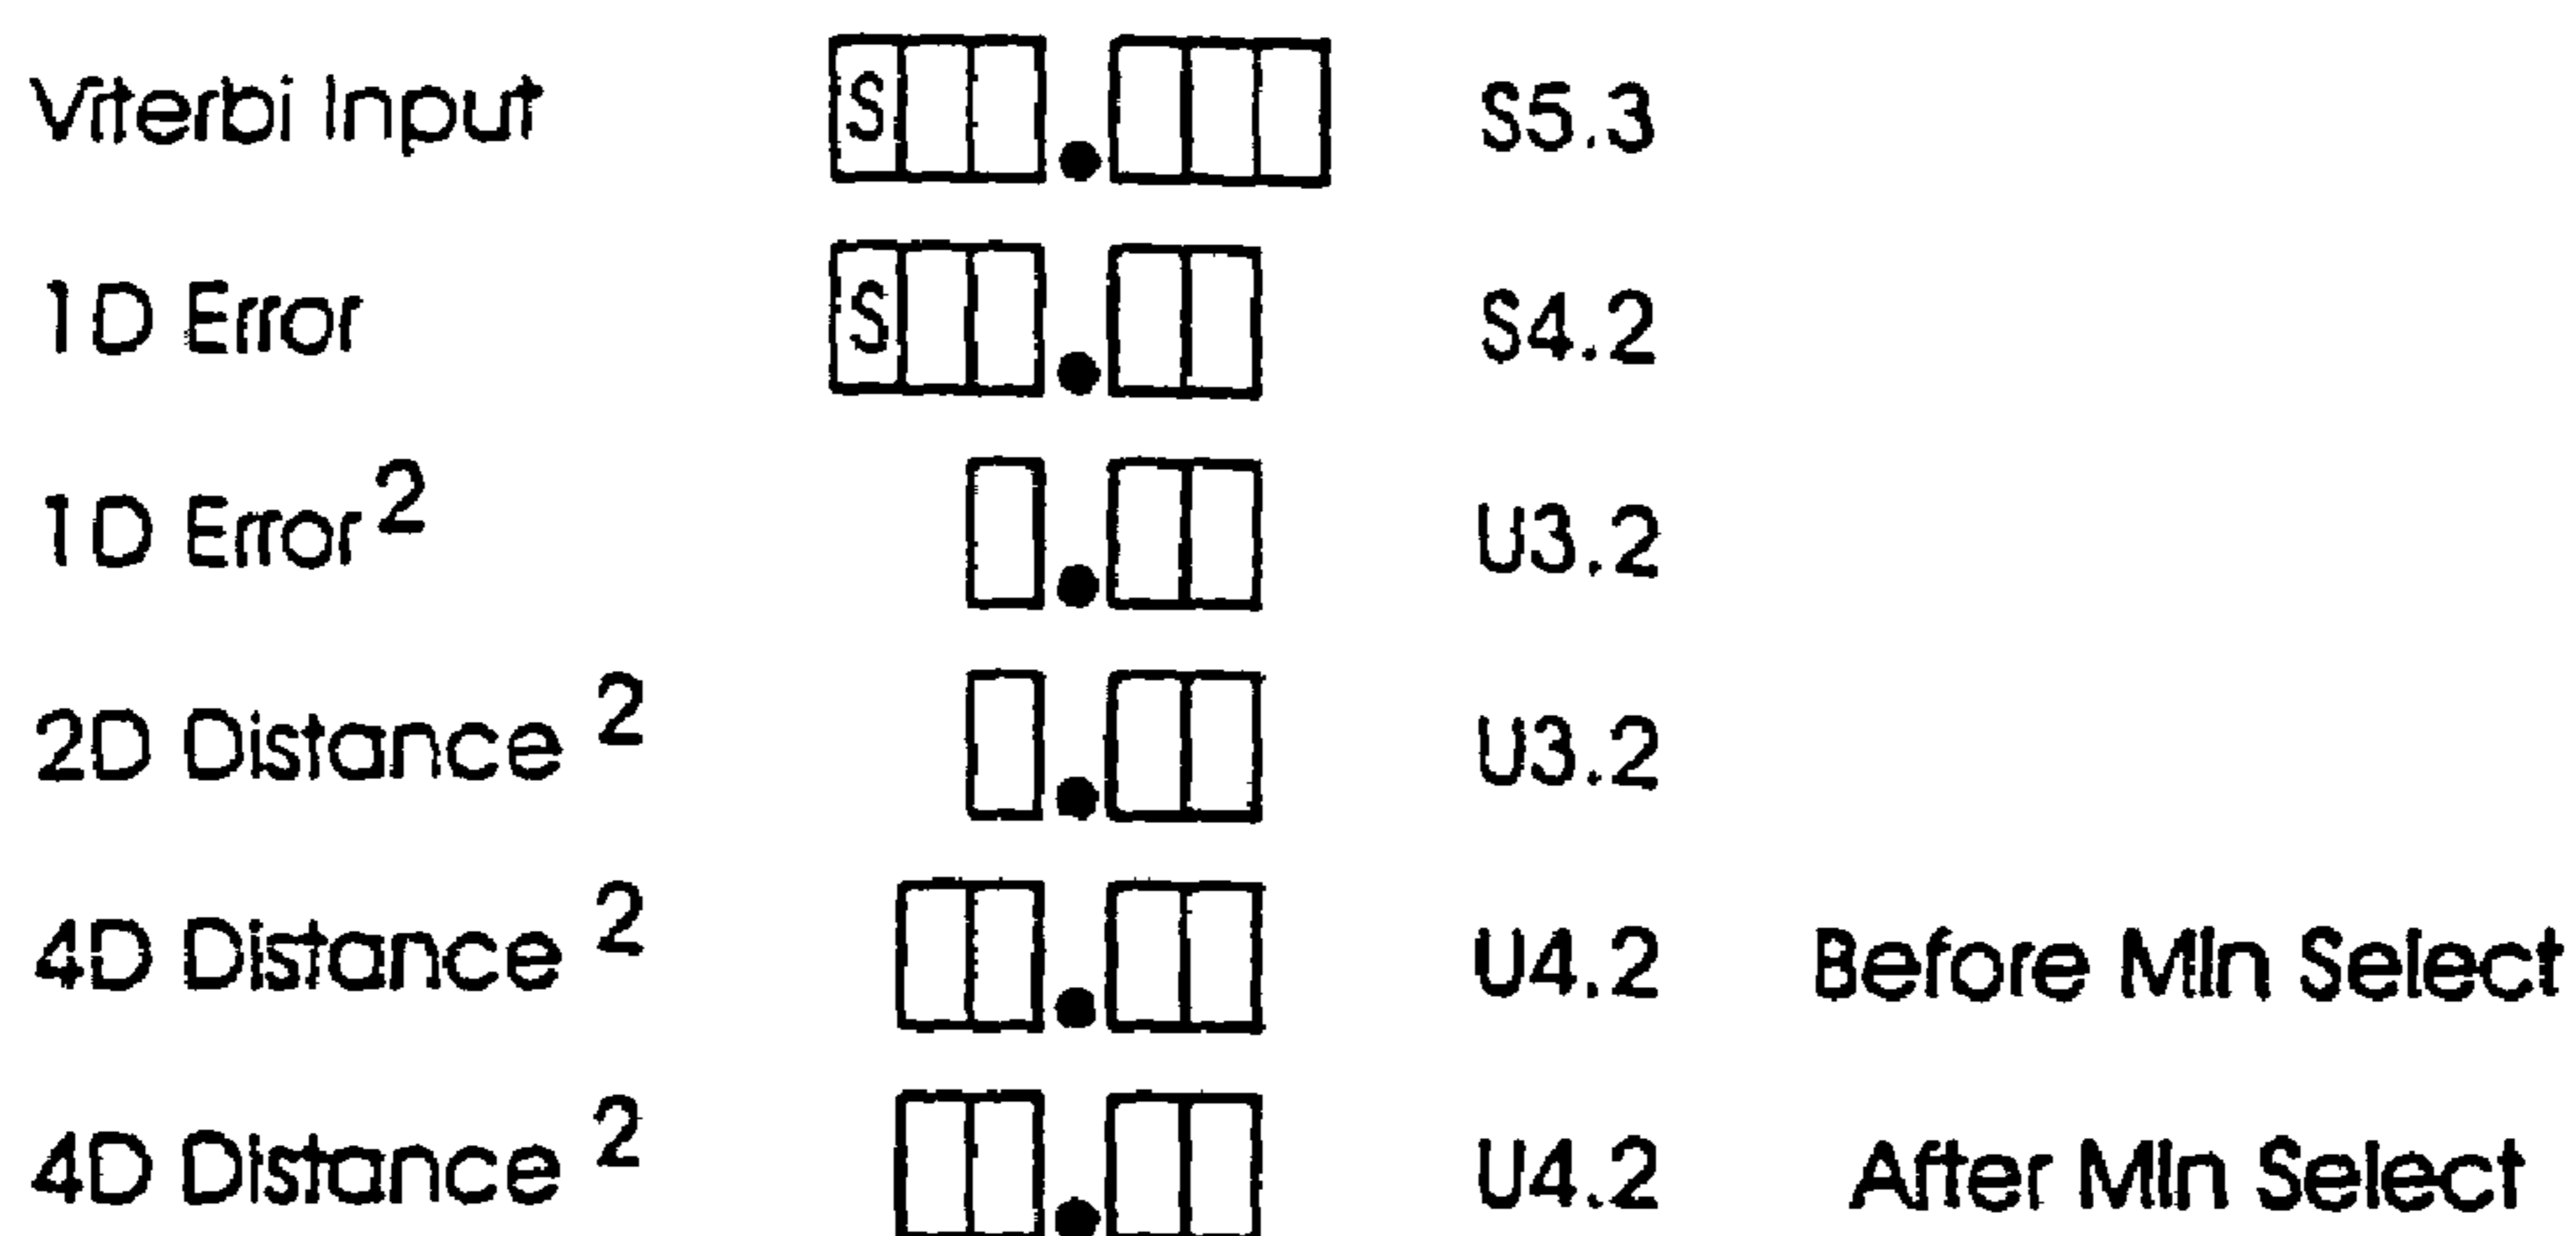 Viterbi Input S S5.3
1D Error S S4.2
1D Error² U3.2
2D Distance ² U3.2
4D Distance ² U4.2 Before Min Select
4D Distance ² U4.2 After Min Select